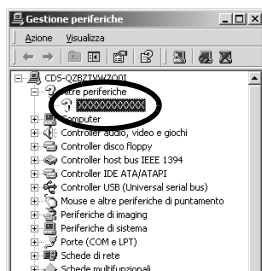 Gestione periferiche
Azione Visualizza
CDS-QZBTVWZO0I
Altre periferiche
XXXXXXXXXXXX
Computer
Controller audio, video e giochi
Controller disco floppy
Controller host bus IEEE 1394
Controller IDE ATA/ATAPI
Controller USB (Universal serial bus)
Mouse e altre periferiche di puntamento
Periferiche di imaging
Periferiche di sistema
Porte (COM e LPT)
Schede di rete
Schede multifunzionali